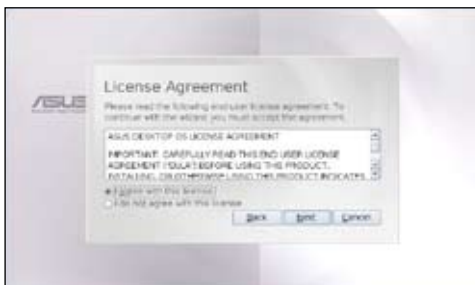 ASUS
License Agreement
Please read the following end user license agreement. To
continue with the wizard you must accept this agreement.
ASUS DESKTOP OS LICENSE AGREEMENT
IMPORTANT: CAREFULLY READ THIS END USER LICENSE
AGREEMENT ("EULA") BEFORE USING THIS PRODUCT.
INSTALLING, OR OTHERWISE USING THIS PRODUCT INDICATES
I agree with this license
I do not agree with this license
Back Next Cancel